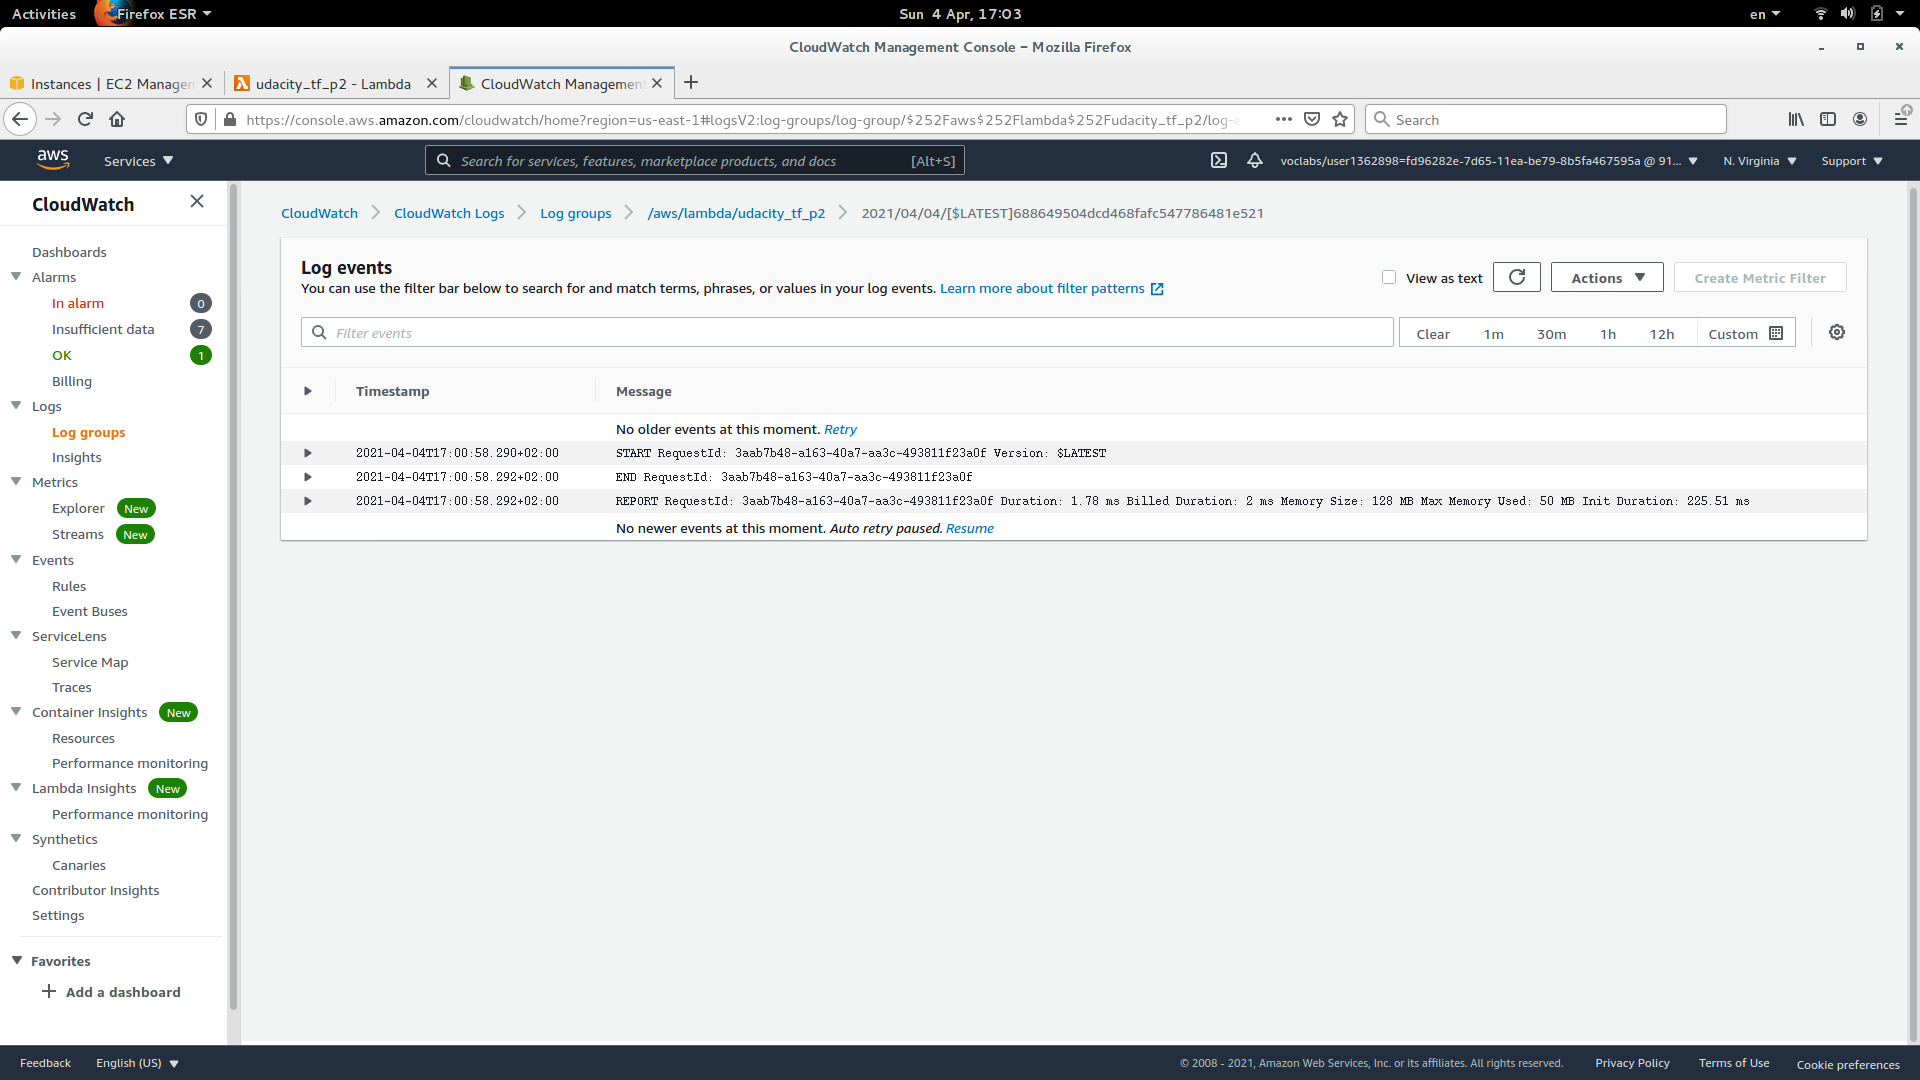 Activities Firefox ESR Sun 4 Apr, 17:03 en
CloudWatch Management Console – Mozilla Firefox
Instances | EC2 Manage udacity_tf_p2 - Lambda CloudWatch Managemen
https://console.aws.amazon.com/cloudwatch/home?region=us-east-1#logsV2:log-groups/log-group/$252Faws$252Flambda$252Fudacity_tf_p2/log-e Search
aws Services Search for services, features, marketplace products, and docs [Alt+S] voclabs/user1362898=fd96282e-7d65-11ea-be79-8b5fa467595a @ 91... N. Virginia Support
CloudWatch
Dashboards
Alarms
In alarm 0
Insufficient data 7
OK 1
Billing
Logs
Log groups
Insights
Metrics
Explorer New
Streams New
Events
Rules
Event Buses
ServiceLens
Service Map
Traces
Container Insights New
Resources
Performance monitoring
Lambda Insights New
Performance monitoring
Synthetics
Canaries
Contributor Insights
Settings
Favorites
Add a dashboard
CloudWatch CloudWatch Logs Log groups /aws/lambda/udacity_tf_p2 2021/04/04/[$LATEST]688649504dcd468fafc547786481e521
Log events
You can use the filter bar below to search for and match terms, phrases, or values in your log events. Learn more about filter patterns
View as text Actions Create Metric Filter
Filter events Clear 1m 30m 1h 12h Custom
Timestamp Message
No older events at this moment. Retry
2021-04-04T17:00:58.290+02:00 START RequestId: 3aab7b48-a163-40a7-aa3c-493811f23a0f Version: $LATEST
2021-04-04T17:00:58.292+02:00 END RequestId: 3aab7b48-a163-40a7-aa3c-493811f23a0f
2021-04-04T17:00:58.292+02:00 REPORT RequestId: 3aab7b48-a163-40a7-aa3c-493811f23a0f Duration: 1.78 ms Billed Duration: 2 ms Memory Size: 128 MB Max Memory Used: 50 MB Init Duration: 225.51 ms
No newer events at this moment. Auto retry paused. Resume
Feedback English (US) © 2008 - 2021, Amazon Web Services, Inc. or its affiliates. All rights reserved. Privacy Policy Terms of Use Cookie preferences